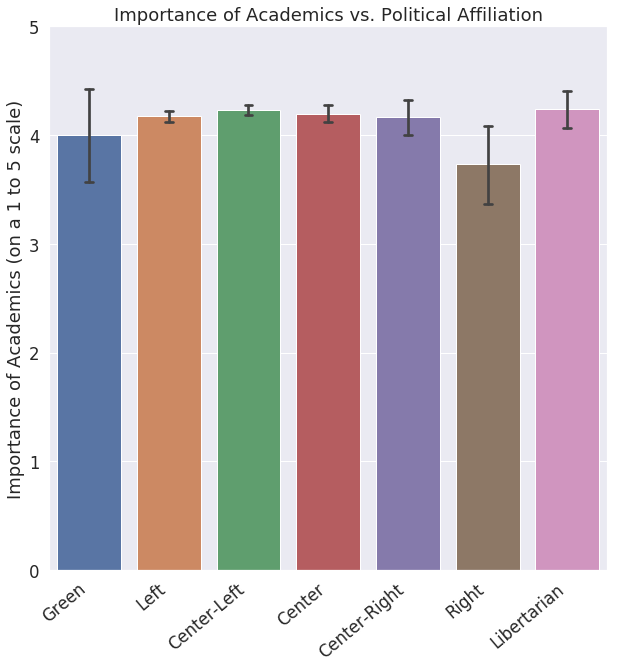 Importance of Academics vs. Political Affiliation
Importance of Academics (on a 1 to 5 scale)
5
4
3
2
1
0
Green
Left
Center-Left
Center
Center-Right
Right
Libertarian